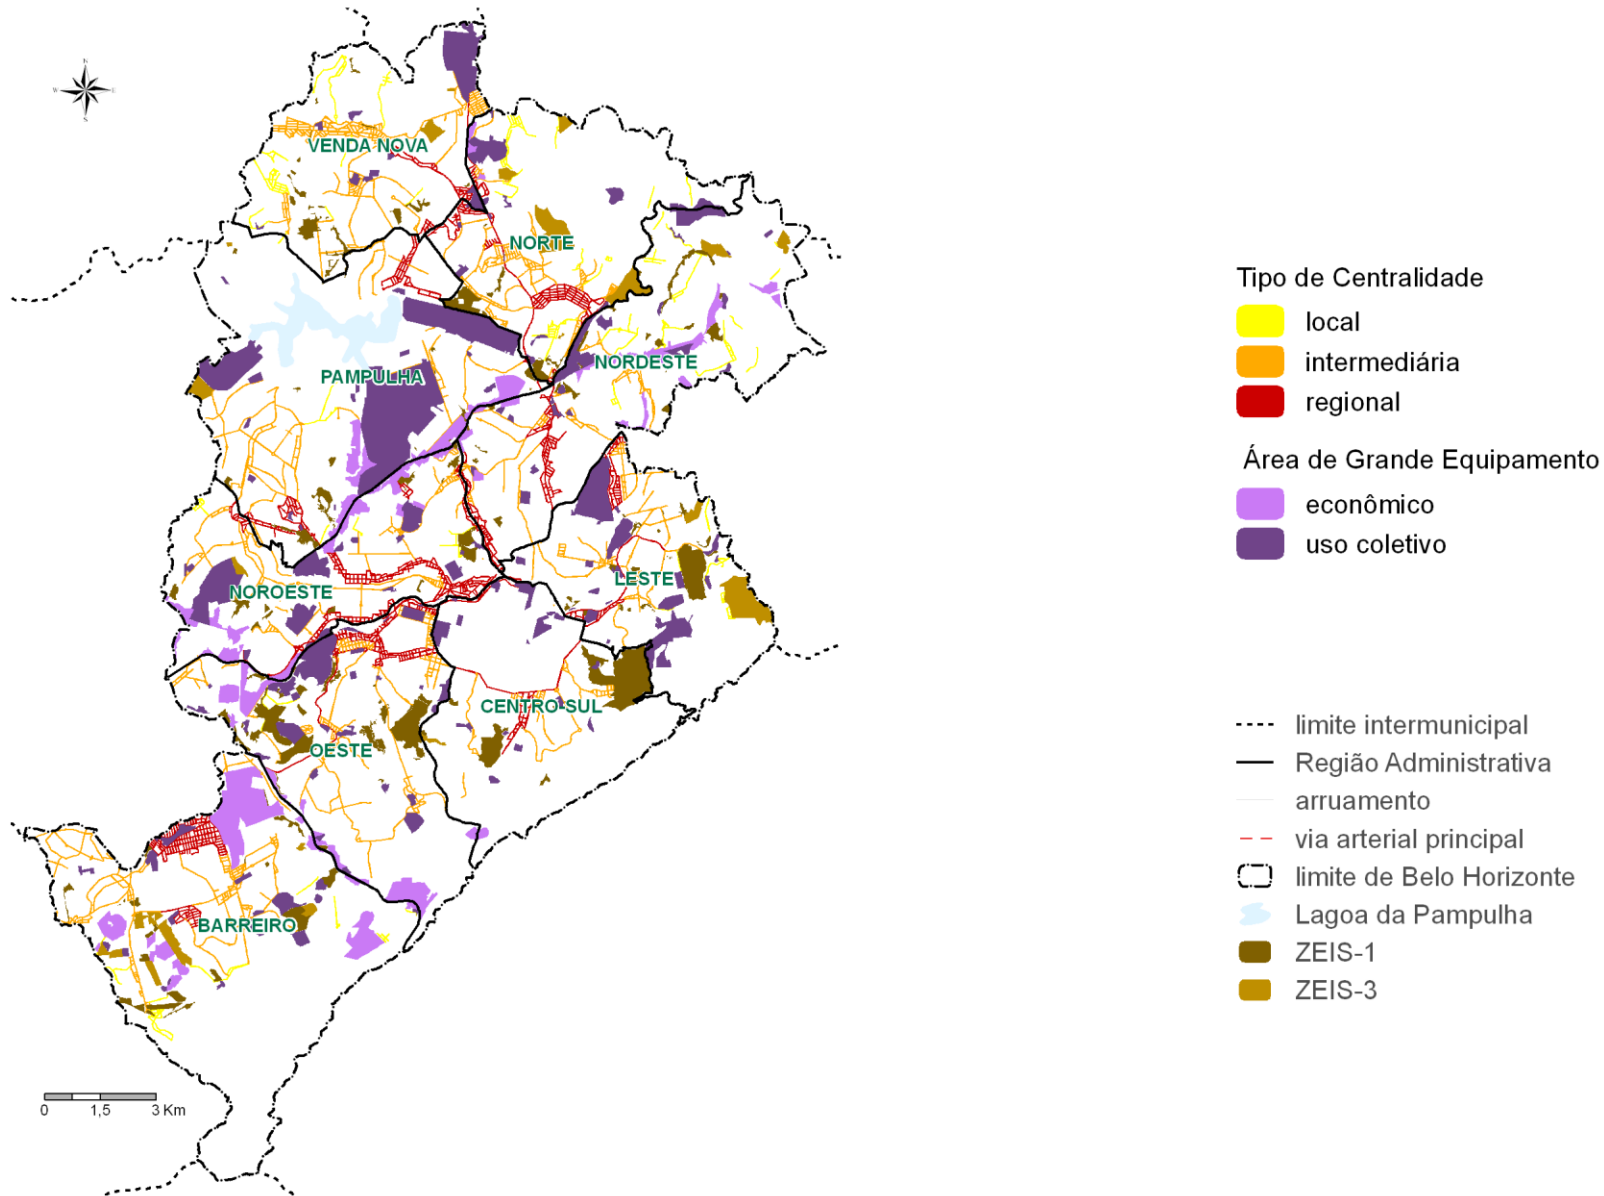 N
W E
S
VENDA NOVA
NORTE
NORDESTE
PAMPULHA
LESTE
NOROESTE
CENTRO-SUL
OESTE
BARREIRO
0 1,5 3 Km
Tipo de Centralidade
local
intermediária
regional
Área de Grande Equipamento
econômico
uso coletivo
limite intermunicipal
Região Administrativa
arruamento
via arterial principal
limite de Belo Horizonte
Lagoa da Pampulha
ZEIS-1
ZEIS-3